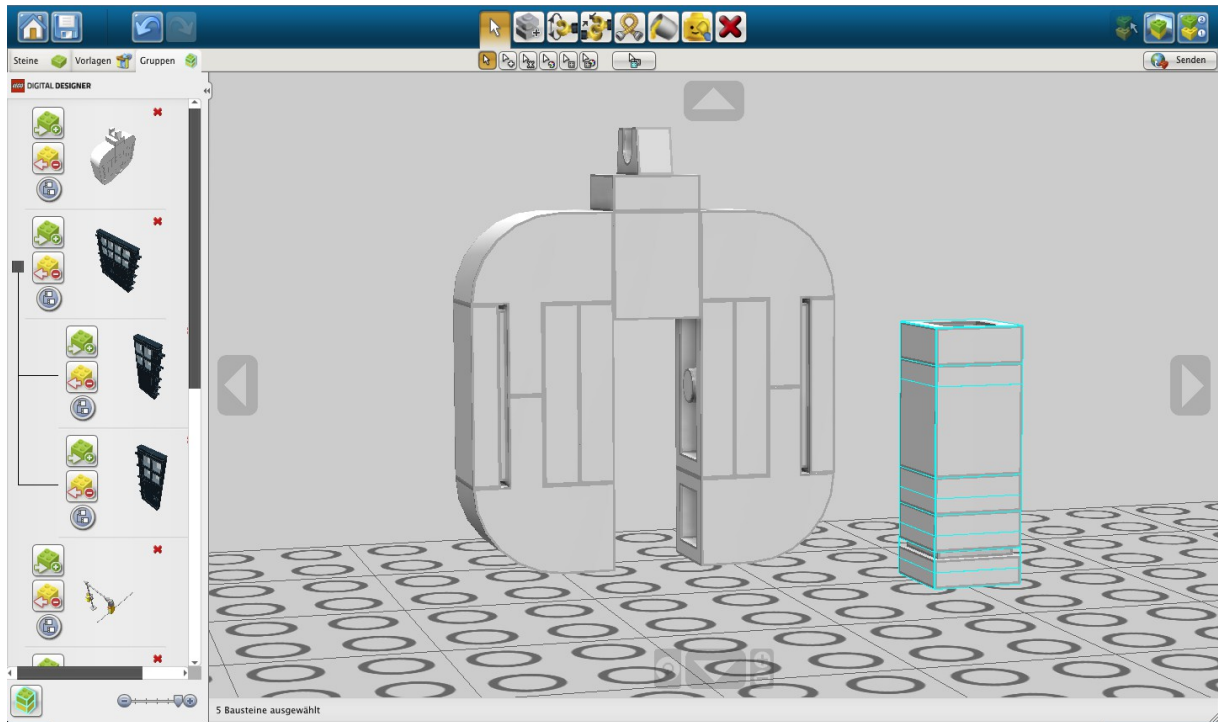 Steine Vorlagen Gruppen
Senden
LEGO DIGITAL DESIGNER
5 Bausteine ausgewählt